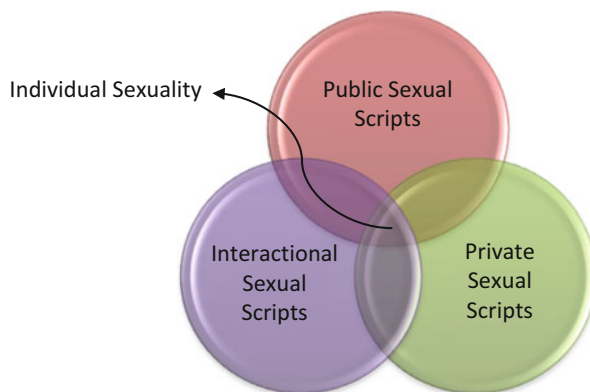 Individual Sexuality
Public Sexual
Scripts
Interactional
Sexual
Scripts
Private
Sexual
Scripts